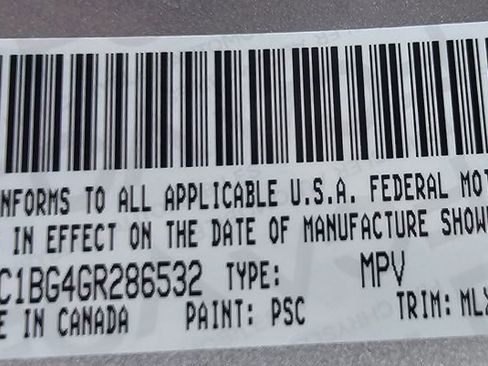 NFORMS TO ALL APPLICABLE U.S.A. FEDERAL MOT
IN EFFECT ON THE DATE OF MANUFACTURE SHOW
C1BG4GR286532 TYPE: MPV
E IN CANADA PAINT: PSC TRIM: MLX